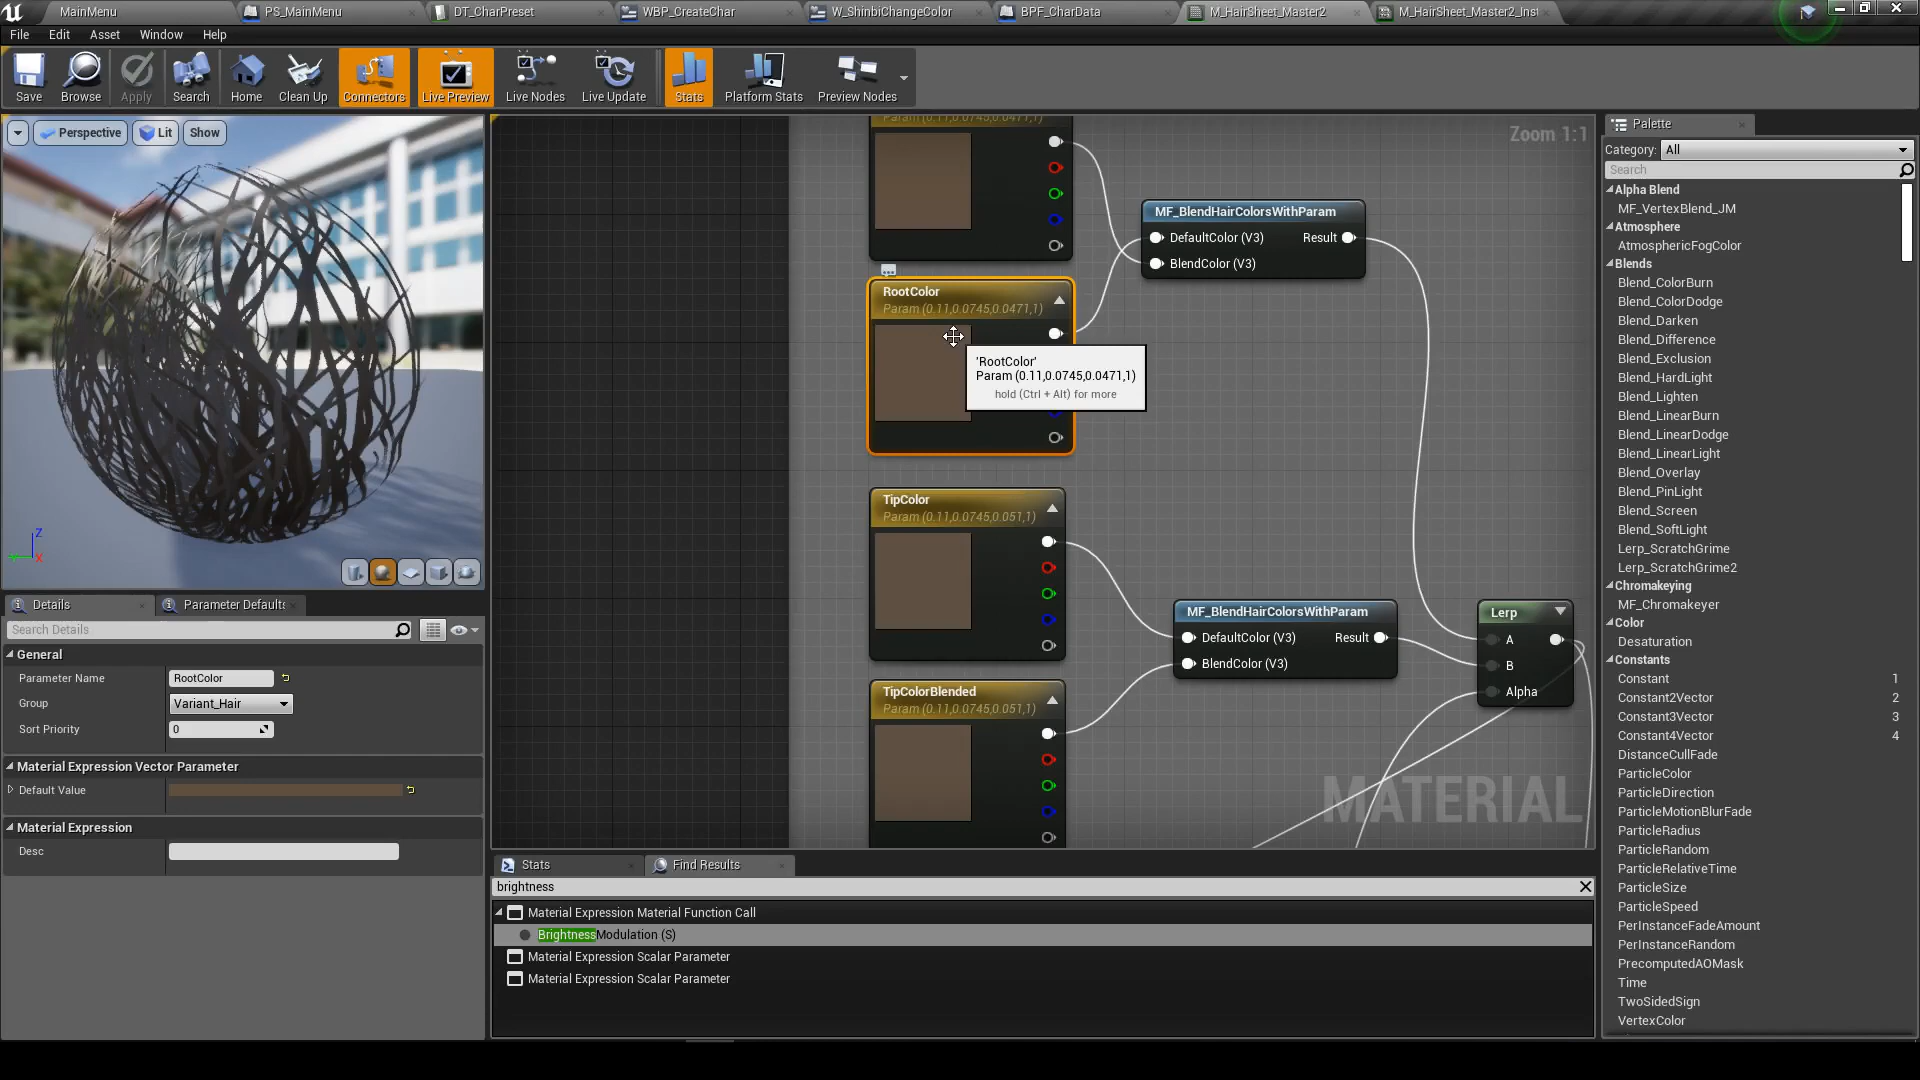 MainMenu
PS_MainMenu
DT_CharPreset
WBP_CreateChar
W_ShinbiChangeColor
BPF_CharData
M_HairSheet_Master2
M_HairSheet_Master2_Inst
File Edit Asset Window Help
Save
Browse
Apply
Search
Home
Clean Up
Connectors
Live Preview
Live Nodes
Live Update
Stats
Platform Stats
Preview Nodes
Perspective
Lit
Show
Z
X
Details
Parameter Defaults
Search Details
General
Parameter Name RootColor
Group Variant_Hair
Sort Priority 0
Material Expression Vector Parameter
Default Value
Material Expression
Desc
Zoom 1:1
Param (0.11,0.0745,0.0471,1)
MF_BlendHairColorsWithParam
DefaultColor (V3) Result
BlendColor (V3)
RootColor
Param (0.11,0.0745,0.0471,1)
'RootColor'
Param (0.11,0.0745,0.0471,1)
hold (Ctrl + Alt) for more
TipColor
Param (0.11,0.0745,0.051,1)
MF_BlendHairColorsWithParam
DefaultColor (V3) Result
BlendColor (V3)
Lerp
A
B
Alpha
TipColorBlended
Param (0.11,0.0745,0.051,1)
MATERIAL
Stats
Find Results
brightness
Material Expression Material Function Call
BrightnessModulation (S)
Material Expression Scalar Parameter
Material Expression Scalar Parameter
Palette
Category: All
Search
Alpha Blend
MF_VertexBlend_JM
Atmosphere
AtmosphericFogColor
Blends
Blend_ColorBurn
Blend_ColorDodge
Blend_Darken
Blend_Difference
Blend_Exclusion
Blend_HardLight
Blend_Lighten
Blend_LinearBurn
Blend_LinearDodge
Blend_LinearLight
Blend_Overlay
Blend_PinLight
Blend_Screen
Blend_SoftLight
Lerp_ScratchGrime
Lerp_ScratchGrime2
Chromakeying
MF_Chromakeyer
Color
Desaturation
Constants
Constant 1
Constant2Vector 2
Constant3Vector 3
Constant4Vector 4
DistanceCullFade
ParticleColor
ParticleDirection
ParticleMotionBlurFade
ParticleRadius
ParticleRandom
ParticleRelativeTime
ParticleSize
ParticleSpeed
PerInstanceFadeAmount
PerInstanceRandom
PrecomputedAOMask
Time
TwoSidedSign
VertexColor